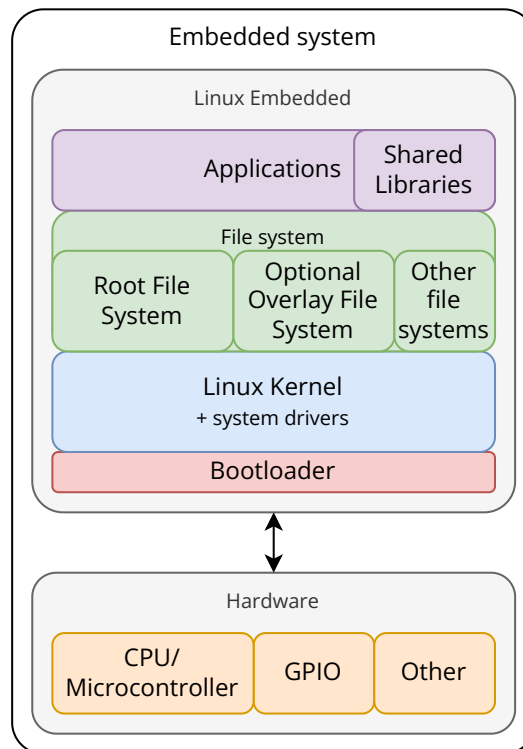 Embedded system
Linux Embedded
Applications
Shared
Libraries
File system
Root File
System
Optional
Overlay File
System
Other
file
systems
Linux Kernel
+ system drivers
Bootloader
Hardware
CPU/
Microcontroller
GPIO
Other